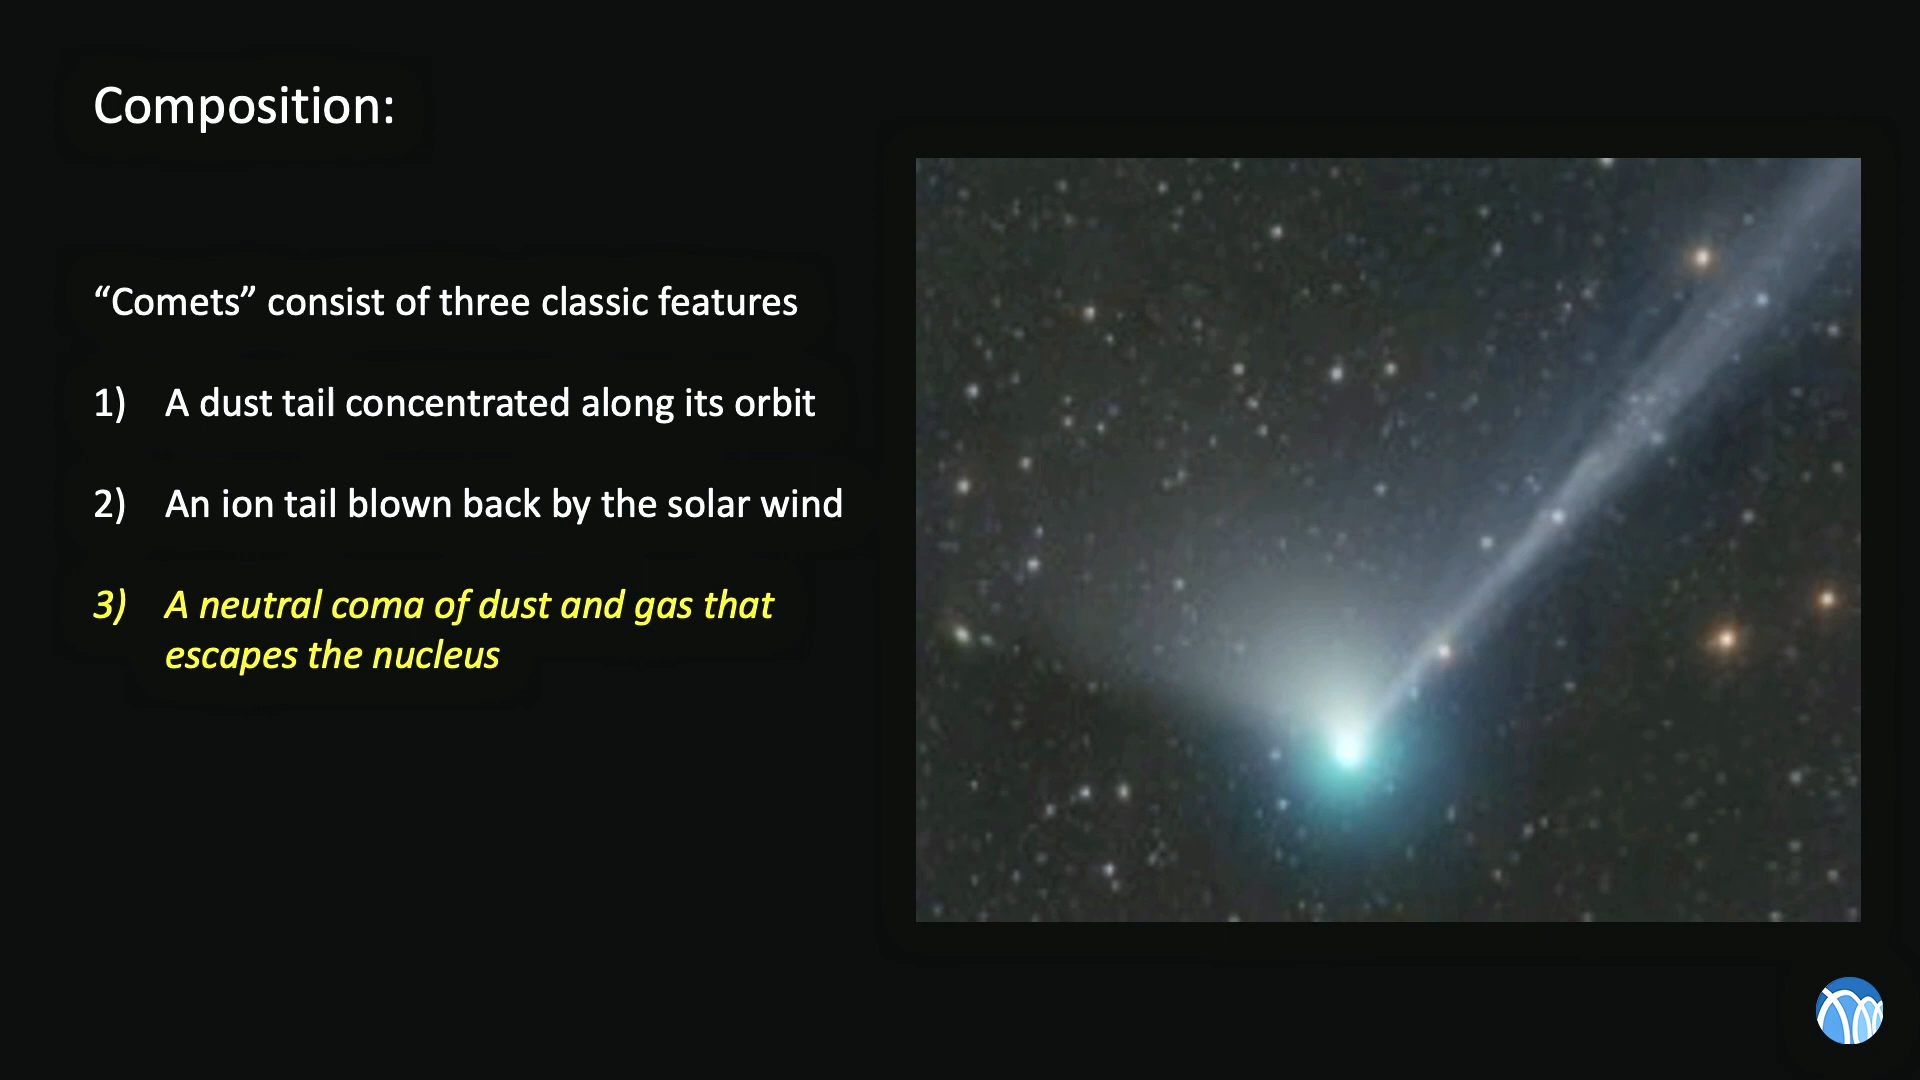 Composition:
“Comets” consist of three classic features
1) A dust tail concentrated along its orbit
2) An ion tail blown back by the solar wind
3) A neutral coma of dust and gas that
escapes the nucleus